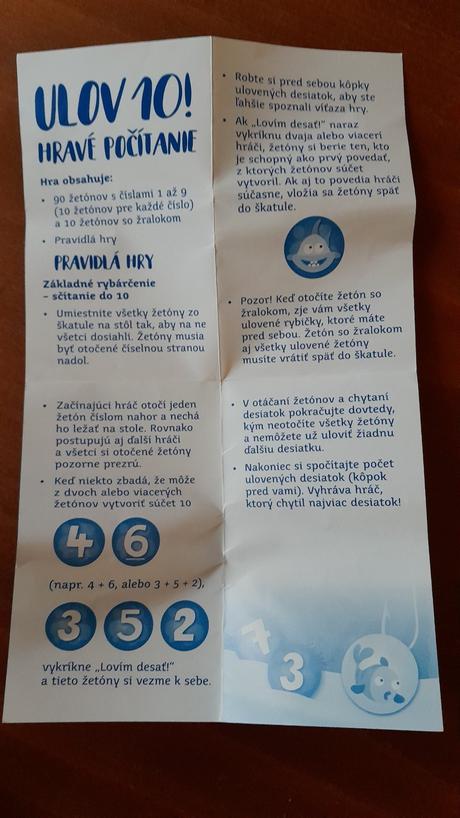 ULOV 10!
HRAVÉ POČÍTANIE
Hra obsahuje:
• 90 žetónov s číslami 1 až 9
(10 žetónov pre každé číslo)
a 10 žetónov so žralokom
• Pravidlá hry
PRAVIDLÁ HRY
Základné rybárčenie
– sčítanie do 10
• Umiestnite všetky žetóny zo
škatule na stôl tak, aby na ne
všetci dosiahli. Žetóny musia
byť otočené číselnou stranou
nadol.
• Začínajúci hráč otočí jeden
žetón číslom nahor a nechá
ho ležať na stole. Rovnako
postupujú aj ďalší hráči
a všetci si otočené žetóny
pozorne prezrú.
• Keď niekto zbadá, že môže
z dvoch alebo viacerých
žetónov vytvoriť súčet 10
4 6
(napr. 4 + 6, alebo 3 + 5 + 2),
3 5 2
vykríkne „Lovím desať!“
a tieto žetóny si vezme k sebe.
• Robte si pred sebou kôpky
ulovených desiatok, aby ste
ľahšie spoznali víťaza hry.
• Ak „Lovím desať!“ naraz
vykríknu dvaja alebo viacerí
hráči, žetóny si berie ten, kto
je schopný ako prvý povedať,
z ktorých žetónov súčet
vytvoril. Ak aj to povedia hráči
súčasne, vložia sa žetóny späť
do škatule.
• Pozor! Keď otočíte žetón so
žralokom, zje vám všetky
ulovené rybičky, ktoré máte
pred sebou. Žetón so žralokom
aj všetky ulovené žetóny
musíte vrátiť späť do škatule.
• V otáčaní žetónov a chytaní
desiatok pokračujte dovtedy,
kým neotočíte všetky žetóny
a nemôžete už uloviť žiadnu
ďalšiu desiatku.
• Nakoniec si spočítajte počet
ulovených desiatok (kôpok
pred vami). Vyhráva hráč,
ktorý chytil najviac desiatok!
7
3